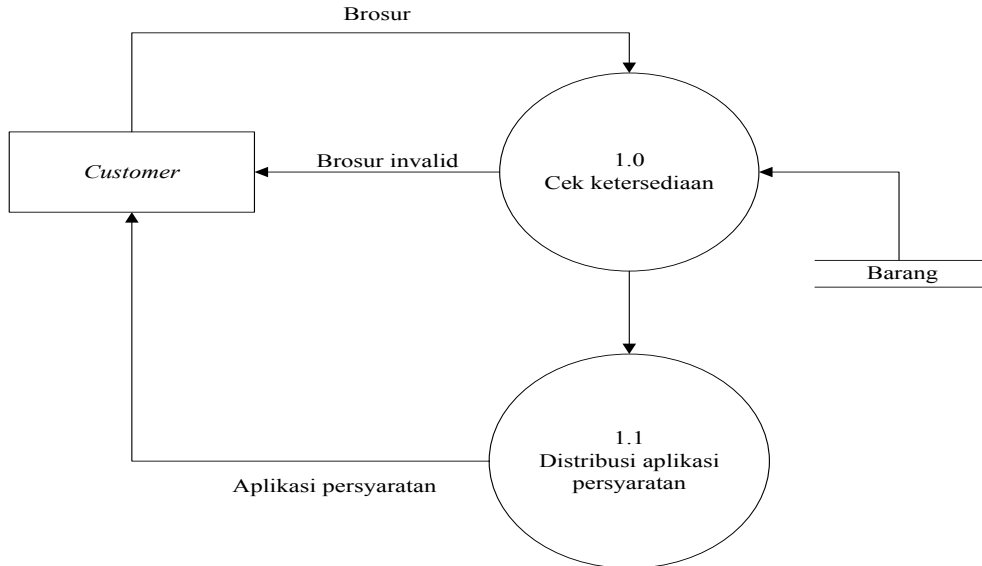 Brosur
Customer
Brosur invalid
1.0
Cek ketersediaan
Barang
1.1
Distribusi aplikasi
persyaratan
Aplikasi persyaratan